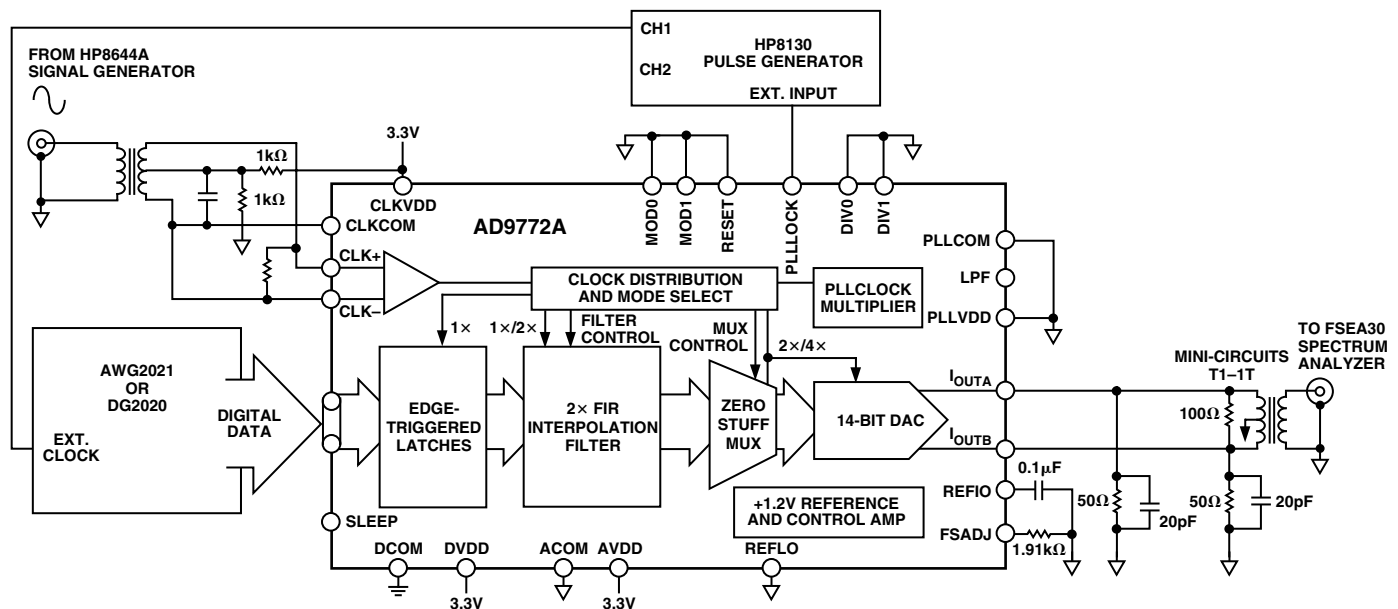 FROM HP8644A
SIGNAL GENERATOR
CH1
CH2
HP8130
PULSE GENERATOR
EXT. INPUT
3.3V
1kΩ
1kΩ
CLKVDD
CLKCOM
CLK+
CLK–
AD9772A
MOD0
MOD1
RESET
PLLLOCK
DIV0
DIV1
PLLCOM
LPF
PLLVDD
CLOCK DISTRIBUTION
AND MODE SELECT
PLLCLOCK
MULTIPLIER
1×
1×/2×
FILTER
CONTROL
MUX
CONTROL
2×/4×
AWG2021
OR
DG2020
EXT.
CLOCK
DIGITAL
DATA
EDGE-
TRIGGERED
LATCHES
2× FIR
INTERPOLATION
FILTER
ZERO
STUFF
MUX
14-BIT DAC
IOUTA
IOUTB
MINI-CIRCUITS
T1–1T
TO FSEA30
SPECTRUM
ANALYZER
100Ω
0.1µF
REFIO
FSADJ
1.91kΩ
50Ω
20pF
50Ω
20pF
+1.2V REFERENCE
AND CONTROL AMP
SLEEP
DCOM
DVDD
ACOM
AVDD
REFLO
3.3V
3.3V